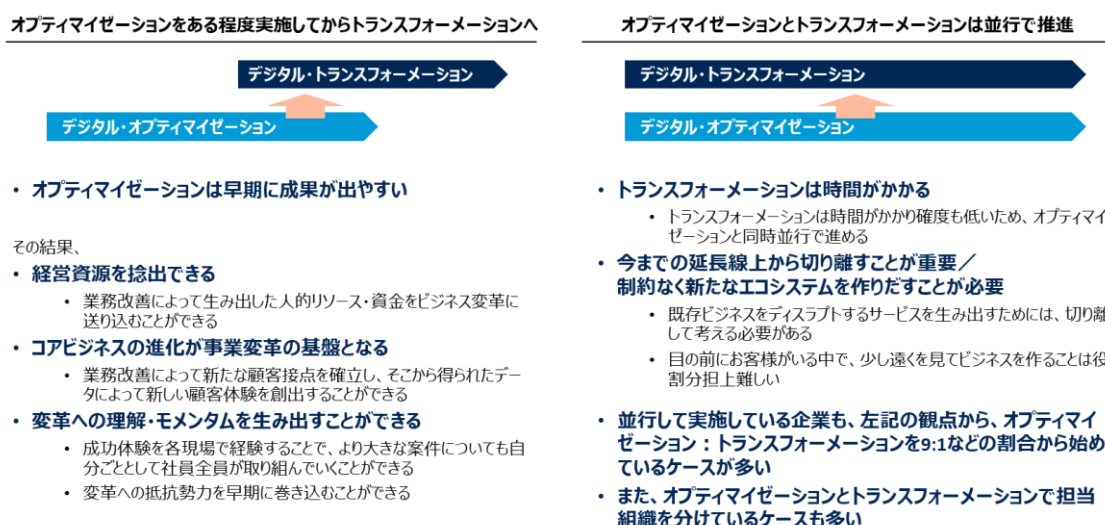 オプティマイゼーションをある程度実施してからトランスフォーメーションへ
デジタル・トランスフォーメーション
デジタル・オプティマイゼーション
• オプティマイゼーションは早期に成果が出やすい
その結果、
• 経営資源を捻出できる
• 業務改善によって生み出した人的リソース・資金をビジネス変革に
送り込むことができる
• コアビジネスの進化が事業変革の基盤となる
• 業務改善によって新たな顧客接点を確立し、そこから得られたデー
タによって新しい顧客体験を創出することができる
• 変革への理解・モメンタムを生み出すことができる
• 成功体験を各現場で経験することで、より大きな案件についても自
分ごととして社員全員が取り組んでいくことができる
• 変革への抵抗勢力を早期に巻き込むことができる
オプティマイゼーションとトランスフォーメーションは並行で推進
デジタル・トランスフォーメーション
デジタル・オプティマイゼーション
• トランスフォーメーションは時間がかかる
• トランスフォーメーションは時間がかかり確度も低いため、オプティマイ
ゼーションと同時並行で進める
• 今までの延長線上から切り離すことが重要／
制約なく新たなエコシステムを作りだすことが必要
• 既存ビジネスをディスラプトするサービスを生み出すためには、切り離
して考える必要がある
• 目の前にお客様がいる中で、少し遠くを見てビジネスを作ることは役
割分担上難しい
• 並行して実施している企業も、左記の観点から、オプティマイ
ゼーション：トランスフォーメーションを9:1などの割合から始め
ているケースが多い
• また、オプティマイゼーションとトランスフォーメーションで担当
組織を分けているケースも多い